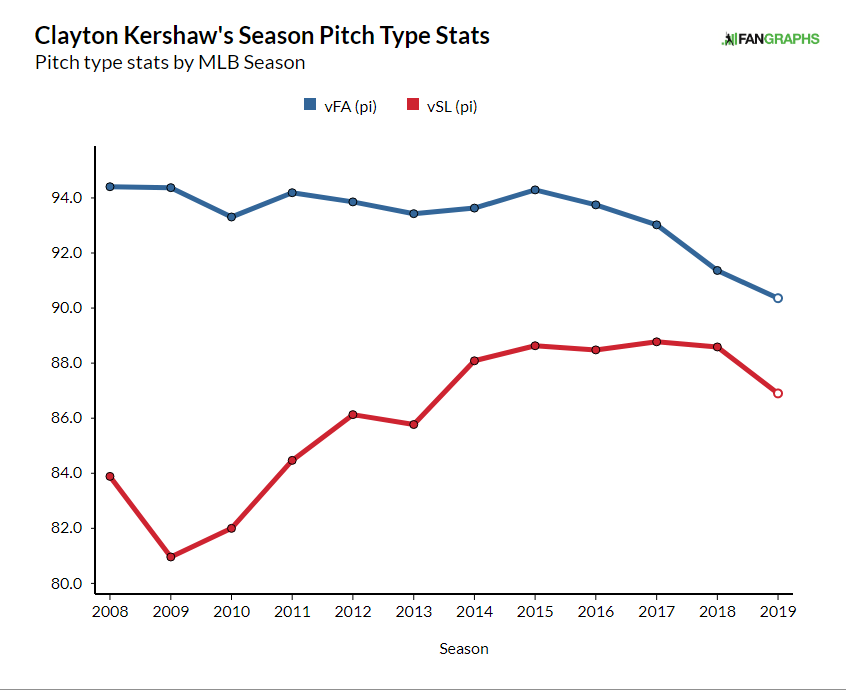 Clayton Kershaw's Season Pitch Type Stats
FANGRAPHS
Pitch type stats by MLB Season
vFA (pi) vSL (pi)
94.0
92.0
90.0
88.0
86.0
84.0
82.0
80.0
2008 2009 2010 2011 2012 2013 2014 2015 2016 2017 2018 2019
Season